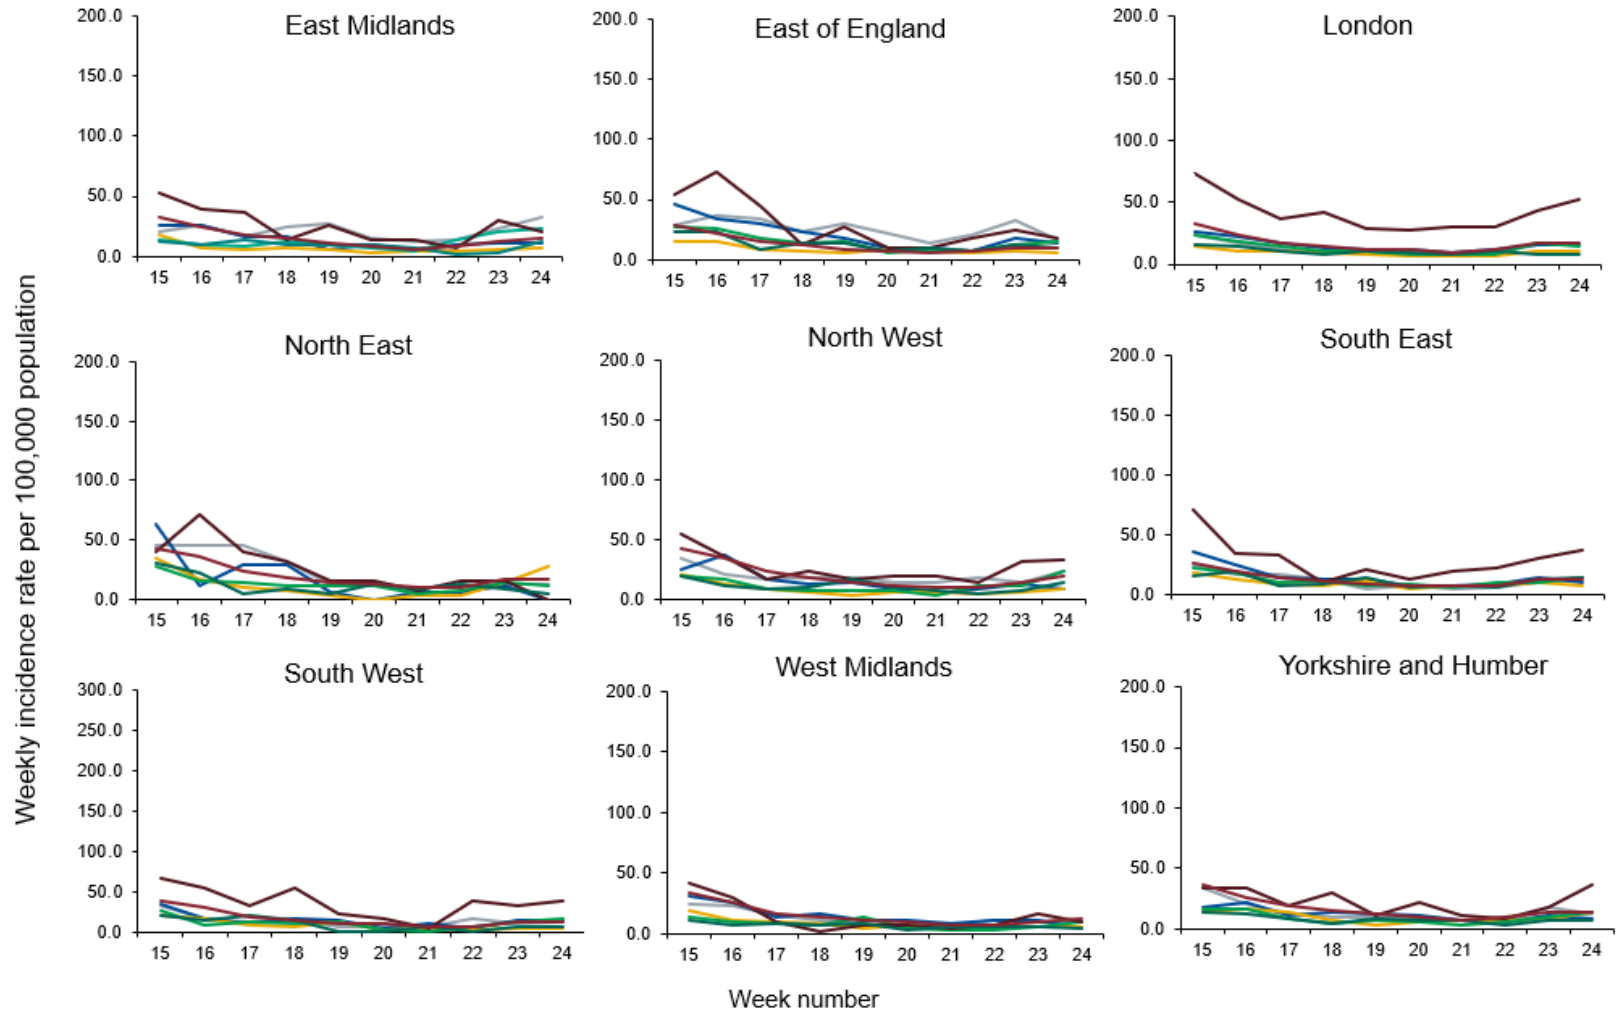 Weekly incidence rate per 100,000 population
East Midlands
200.0
150.0
100.0
50.0
0.0
15 16 17 18 19 20 21 22 23 24
East of England
200.0
150.0
100.0
50.0
0.0
15 16 17 18 19 20 21 22 23 24
London
200.0
150.0
100.0
50.0
0.0
15 16 17 18 19 20 21 22 23 24
North East
200.0
150.0
100.0
50.0
0.0
15 16 17 18 19 20 21 22 23 24
North West
200.0
150.0
100.0
50.0
0.0
15 16 17 18 19 20 21 22 23 24
South East
200.0
150.0
100.0
50.0
0.0
15 16 17 18 19 20 21 22 23 24
South West
300.0
250.0
200.0
150.0
100.0
50.0
0.0
15 16 17 18 19 20 21 22 23 24
West Midlands
200.0
150.0
100.0
50.0
0.0
15 16 17 18 19 20 21 22 23 24
Yorkshire and Humber
200.0
150.0
100.0
50.0
0.0
15 16 17 18 19 20 21 22 23 24
Week number